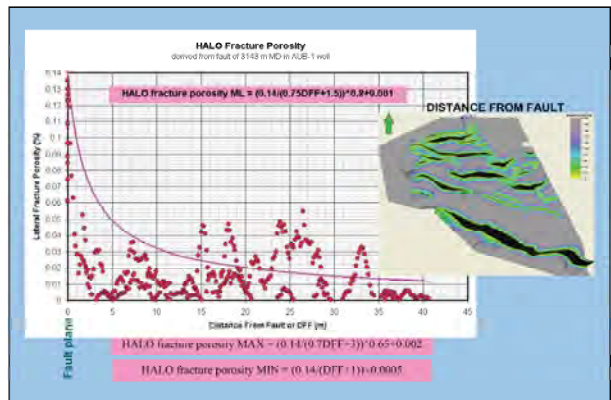 HALO Fracture Porosity
derived from fault of 3143 m MD in AUB-1 well
0.14
0.13
0.12
0.11
0.1
0.09
0.08
0.07
0.06
0.05
0.04
0.03
0.02
0.01
0
Lateral Fracture Porosity (%)
HALO fracture porosity ML = (0.14/(0.75DFF+1.5))^0.8+0.001
0 5 10 15 20 25 30 35 40 45
Distance From Fault or DFF (m)
Fault plane
DISTANCE FROM FAULT
HALO fracture porosity MAX = (0.14/(0.7DFF+3))^0.65+0.002
HALO fracture porosity MIN = (0.14/(DFF+1))+0.0005